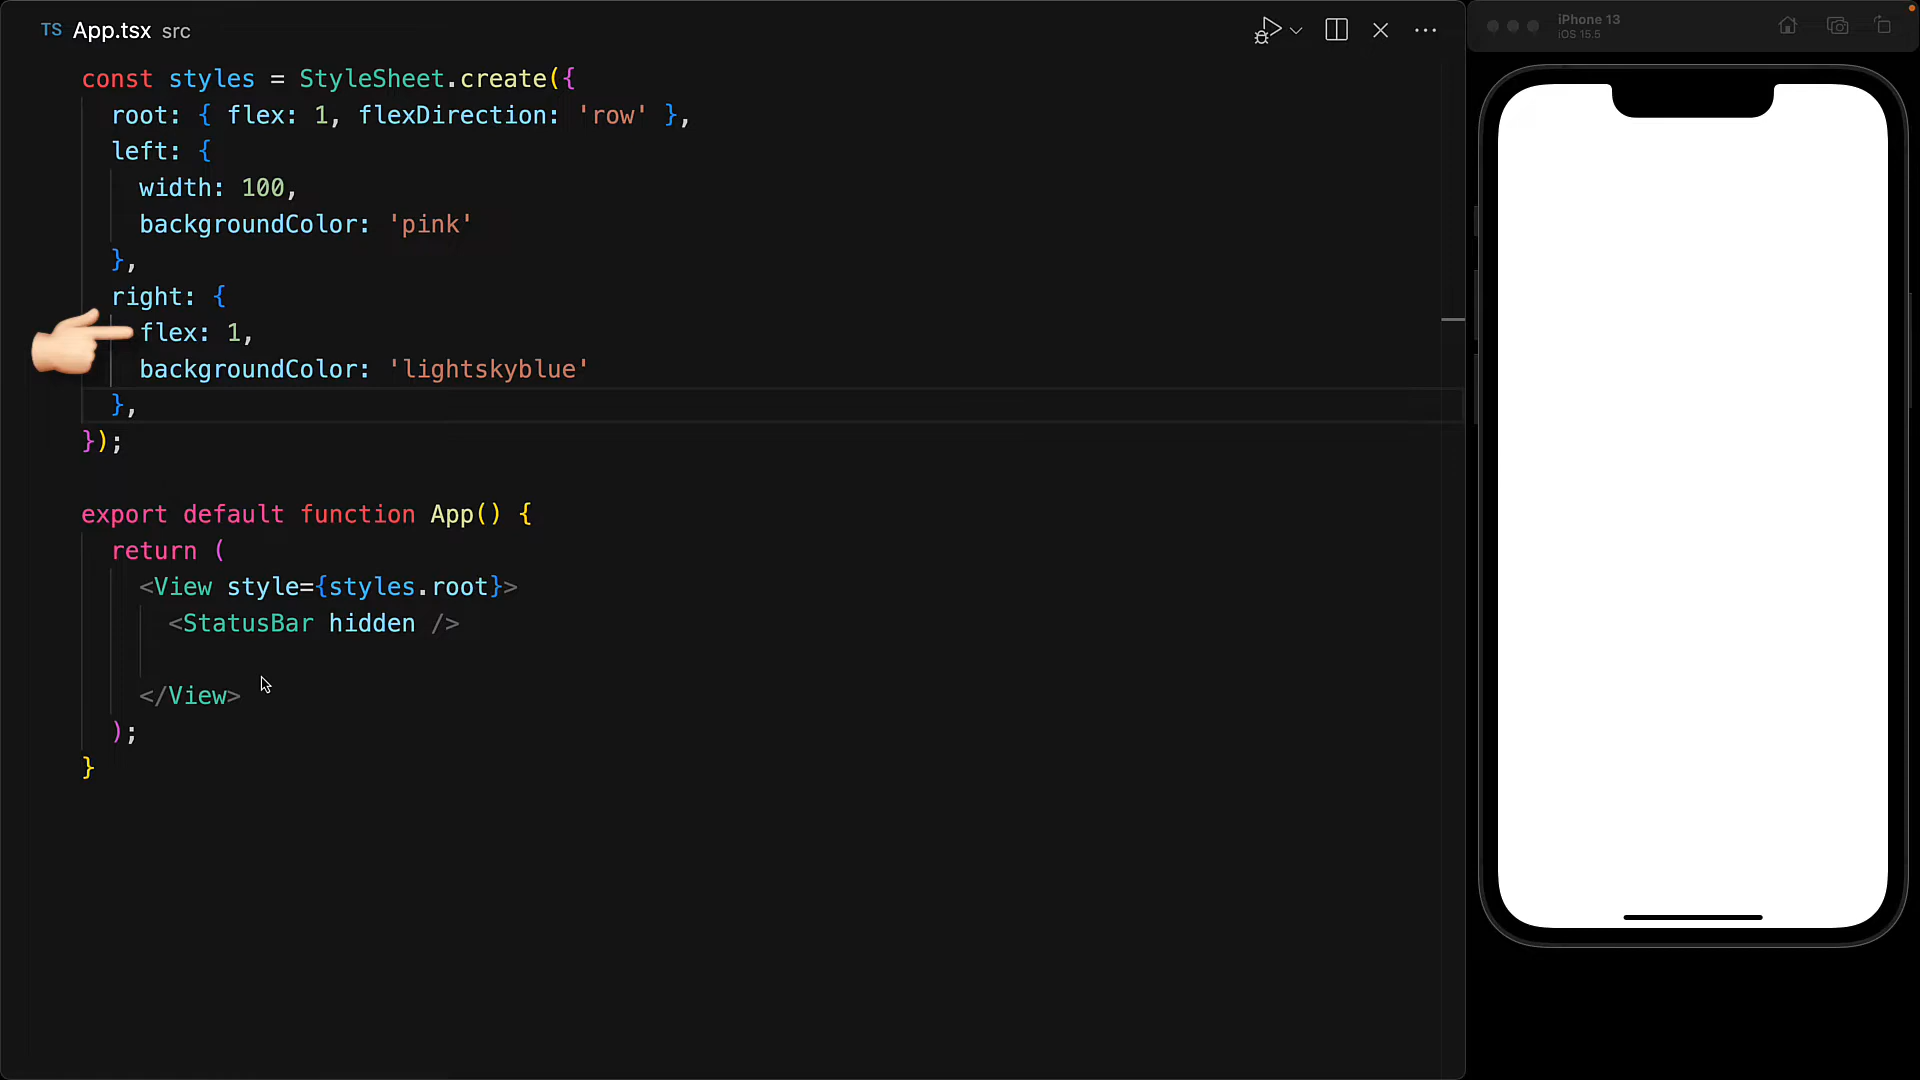 TS App.tsx src
const styles = StyleSheet.create({
  root: { flex: 1, flexDirection: 'row' },
  left: {
    width: 100,
    backgroundColor: 'pink'
  },
  right: {
    flex: 1,
    backgroundColor: 'lightskyblue'
  },
});
export default function App() {
  return (
    <View style={styles.root}>
      <StatusBar hidden />
    </View>
  );
}
iPhone 13
iOS 15.5